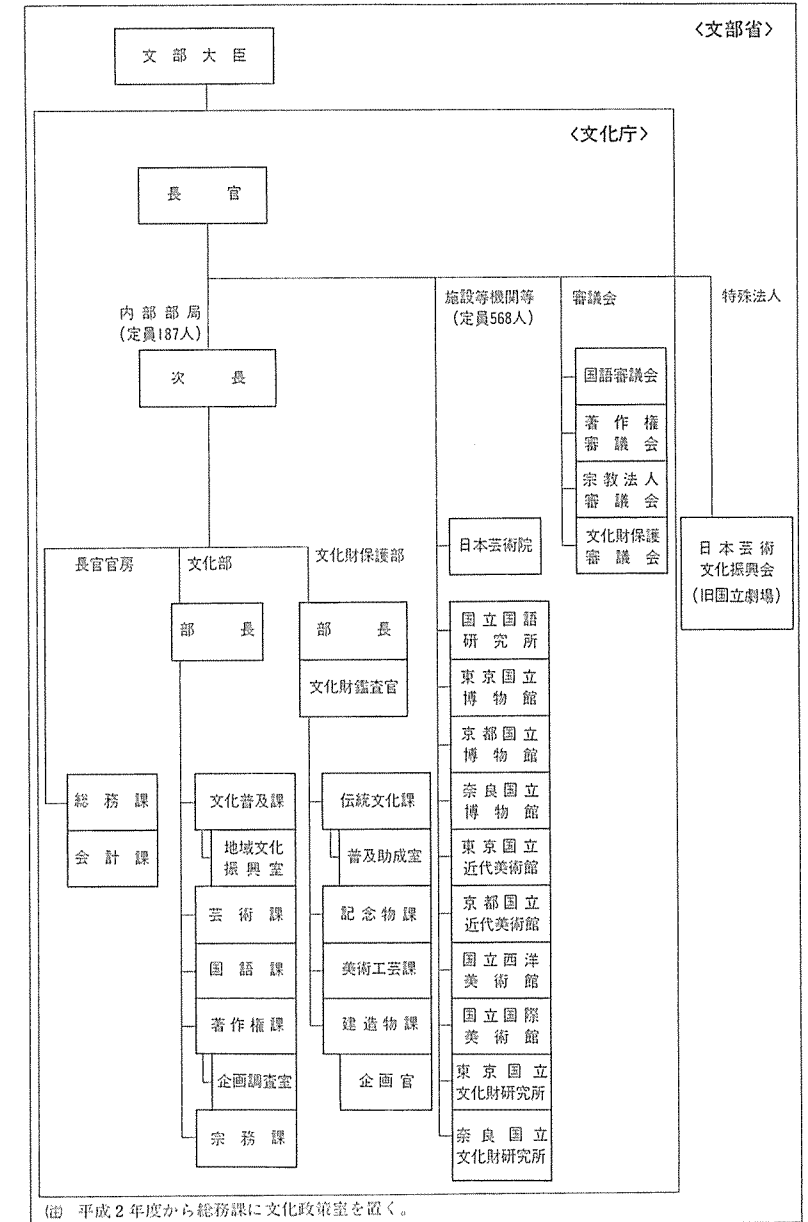 〈文部省〉
文部大臣
〈文化庁〉
長官
内部部局
(定員187人)
次長
長官官房
総務課
会計課
文化部
部長
文化普及課
地域文化
振興室
芸術課
国語課
著作権課
企画調査室
宗務課
文化財保護部
部長
文化財鑑査官
伝統文化課
普及助成室
記念物課
美術工芸課
建造物課
企画官
施設等機関等
(定員568人)
日本芸術院
国立国語
研究所
東京国立
博物館
京都国立
博物館
奈良国立
博物館
東京国立
近代美術館
京都国立
近代美術館
国立西洋
美術館
国立国際
美術館
東京国立
文化財研究所
奈良国立
文化財研究所
審議会
国語審議会
著作権
審議会
宗教法人
審議会
文化財保護
審議会
特殊法人
日本芸術
文化振興会
(旧国立劇場)
(注) 平成2年度から総務課に文化政策室を置く。